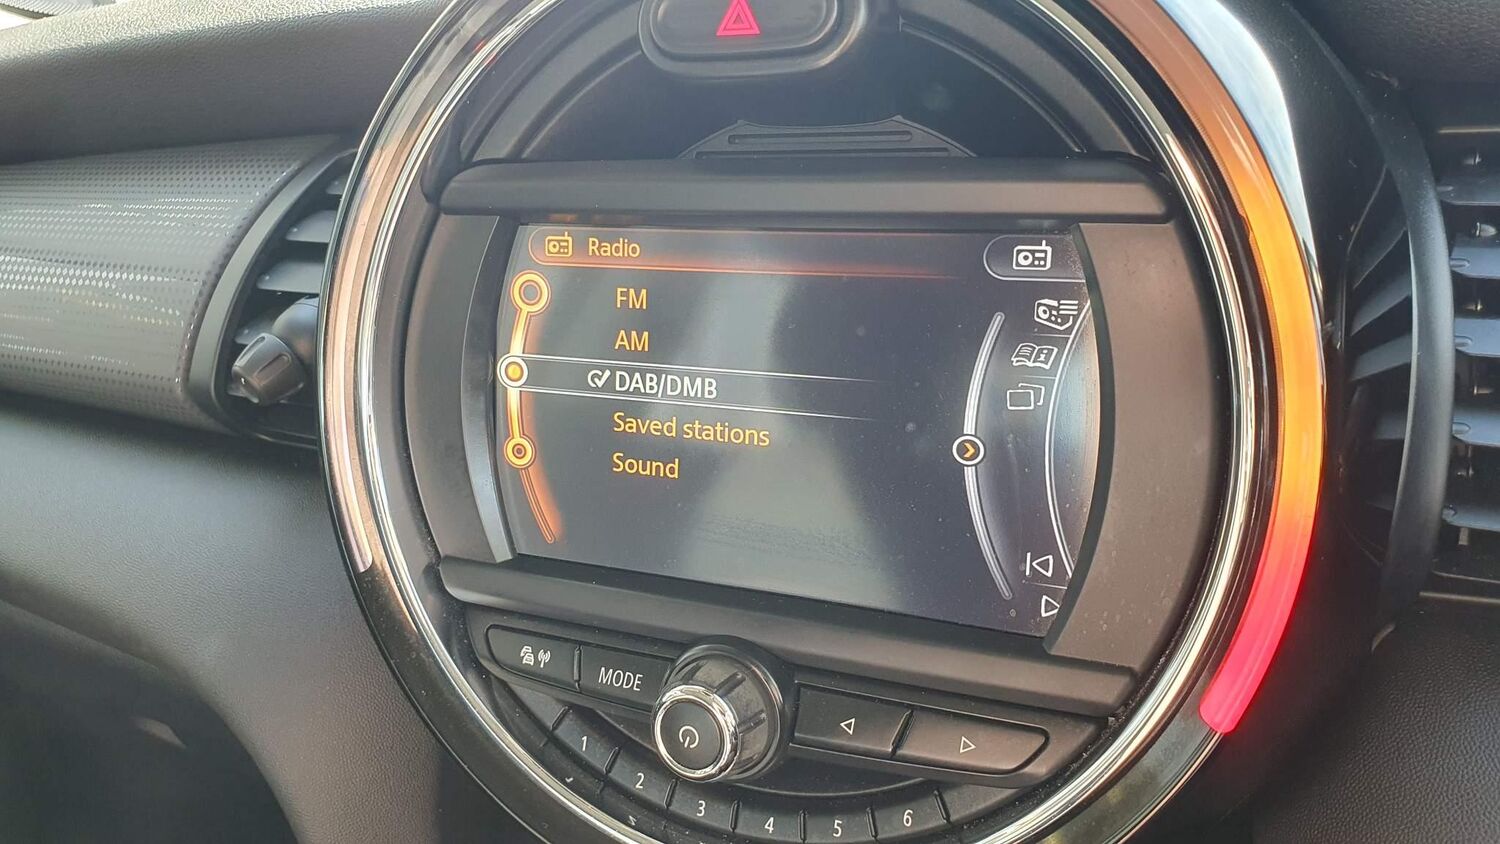 Radio
FM
AM
DAB/DMB
Saved stations
Sound
MODE
1
2
3
4
5
6